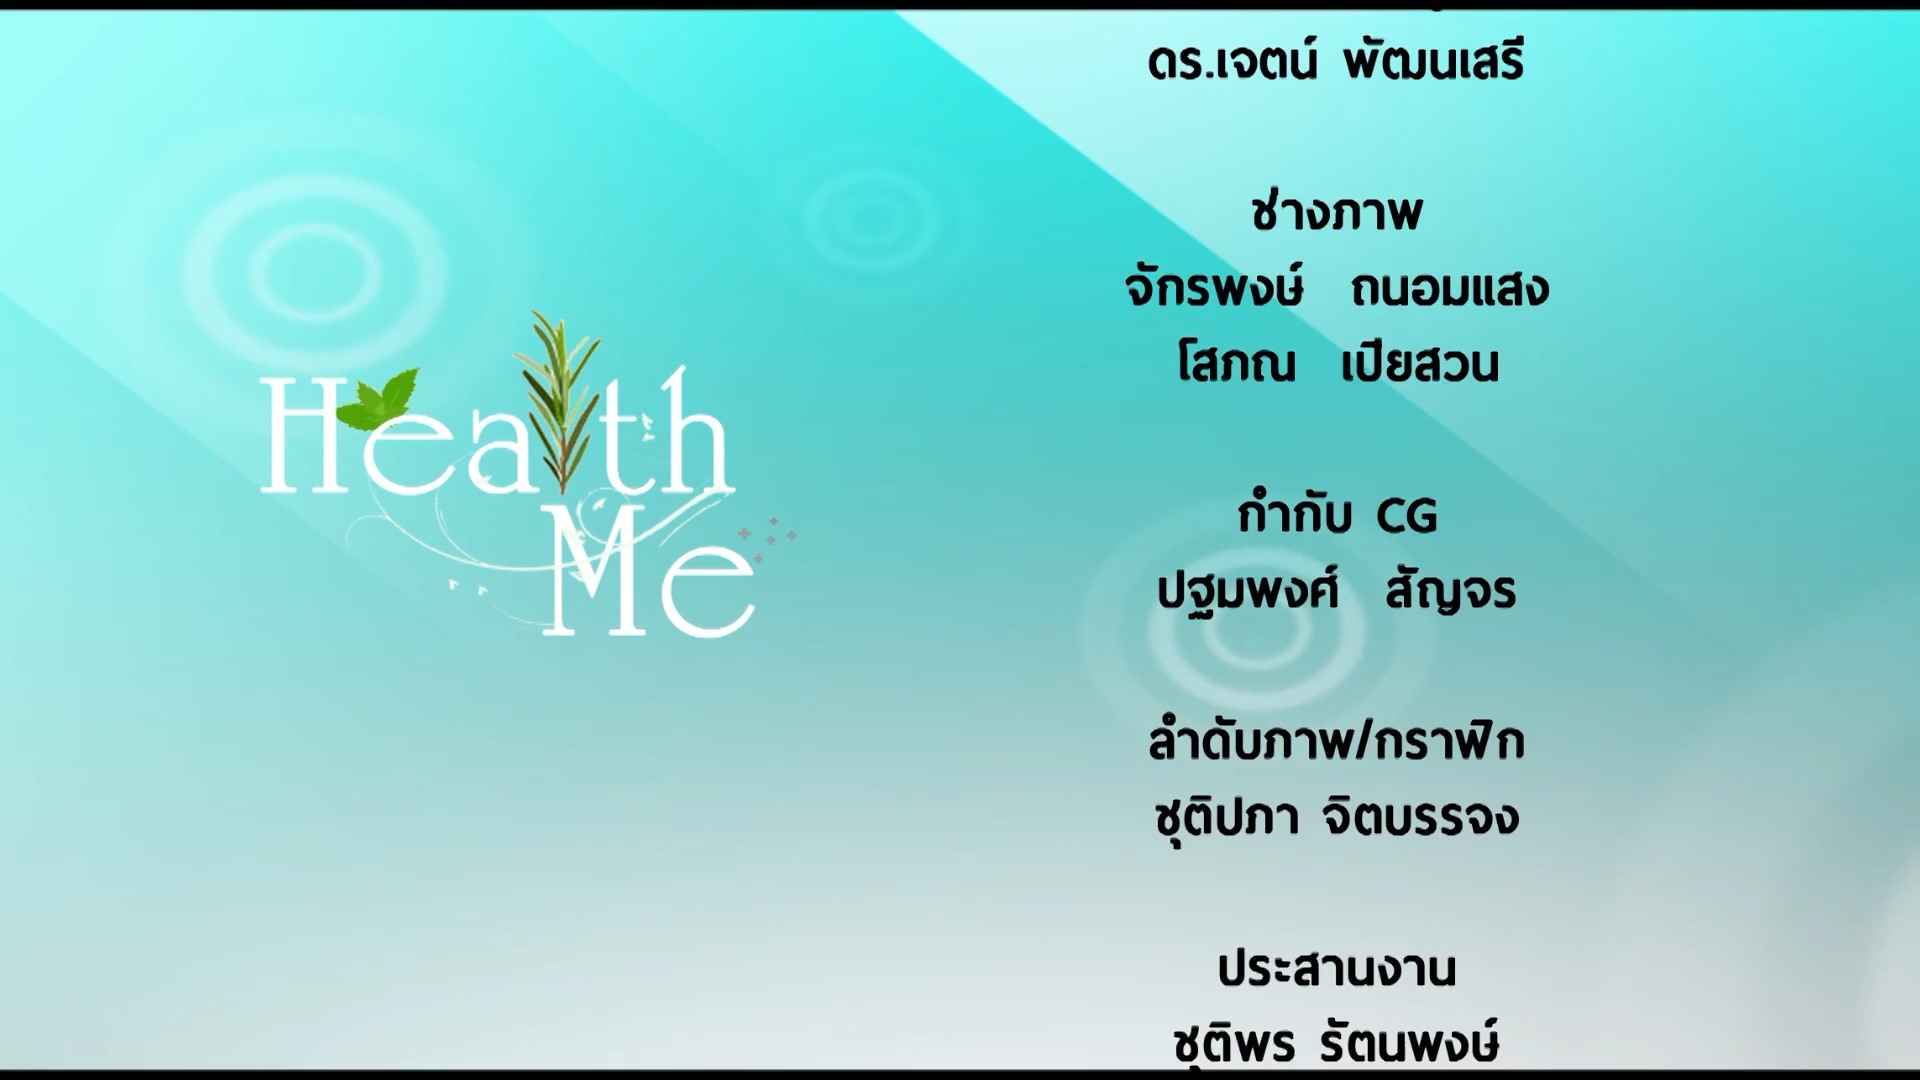 Health
Me
ดร.เจตน์ พัฒนเสรี
ช่างภาพ
จักรพงษ์ ถนอมแสง
โสภณ เปียสวน
กำกับ CG
ปฐมพงศ์ สัญจร
ลำดับภาพ/กราฟิก
ชุติปภา จิตบรรจง
ประสานงาน
ชุติพร รัตนพงษ์